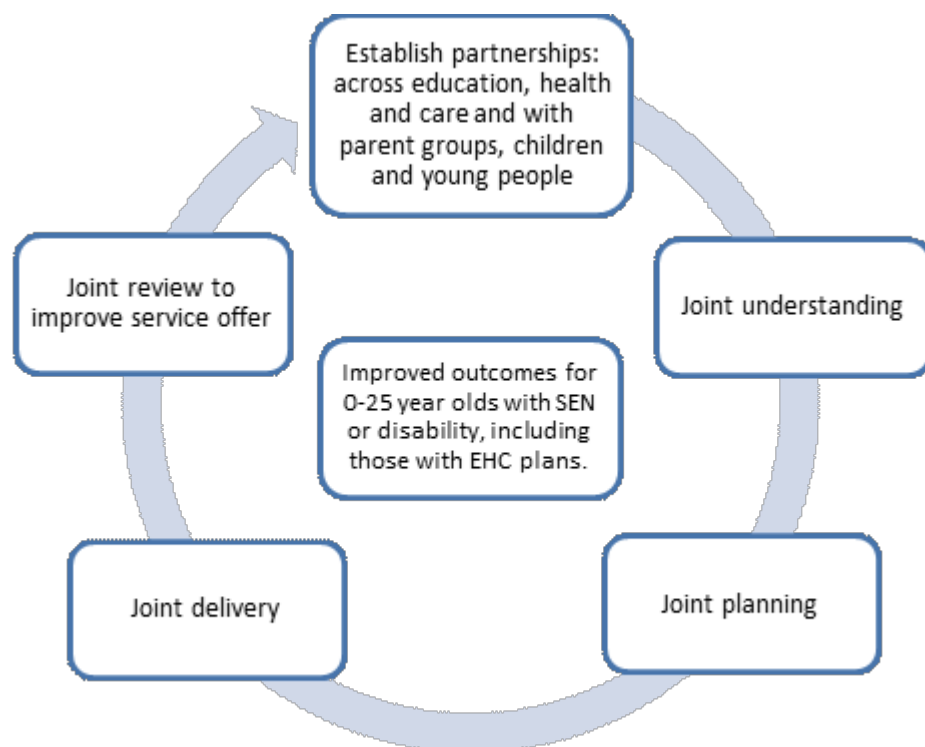 Establish partnerships:
across education, health
and care and with
parent groups, children
and young people
Joint understanding
Joint planning
Joint delivery
Joint review to
improve service offer
Improved outcomes for
0-25 year olds with SEN
or disability, including
those with EHC plans.